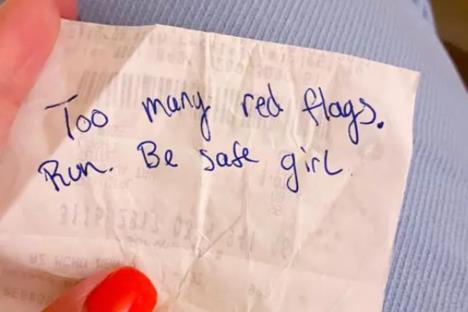 Too many red flags.
Run. Be safe girl.